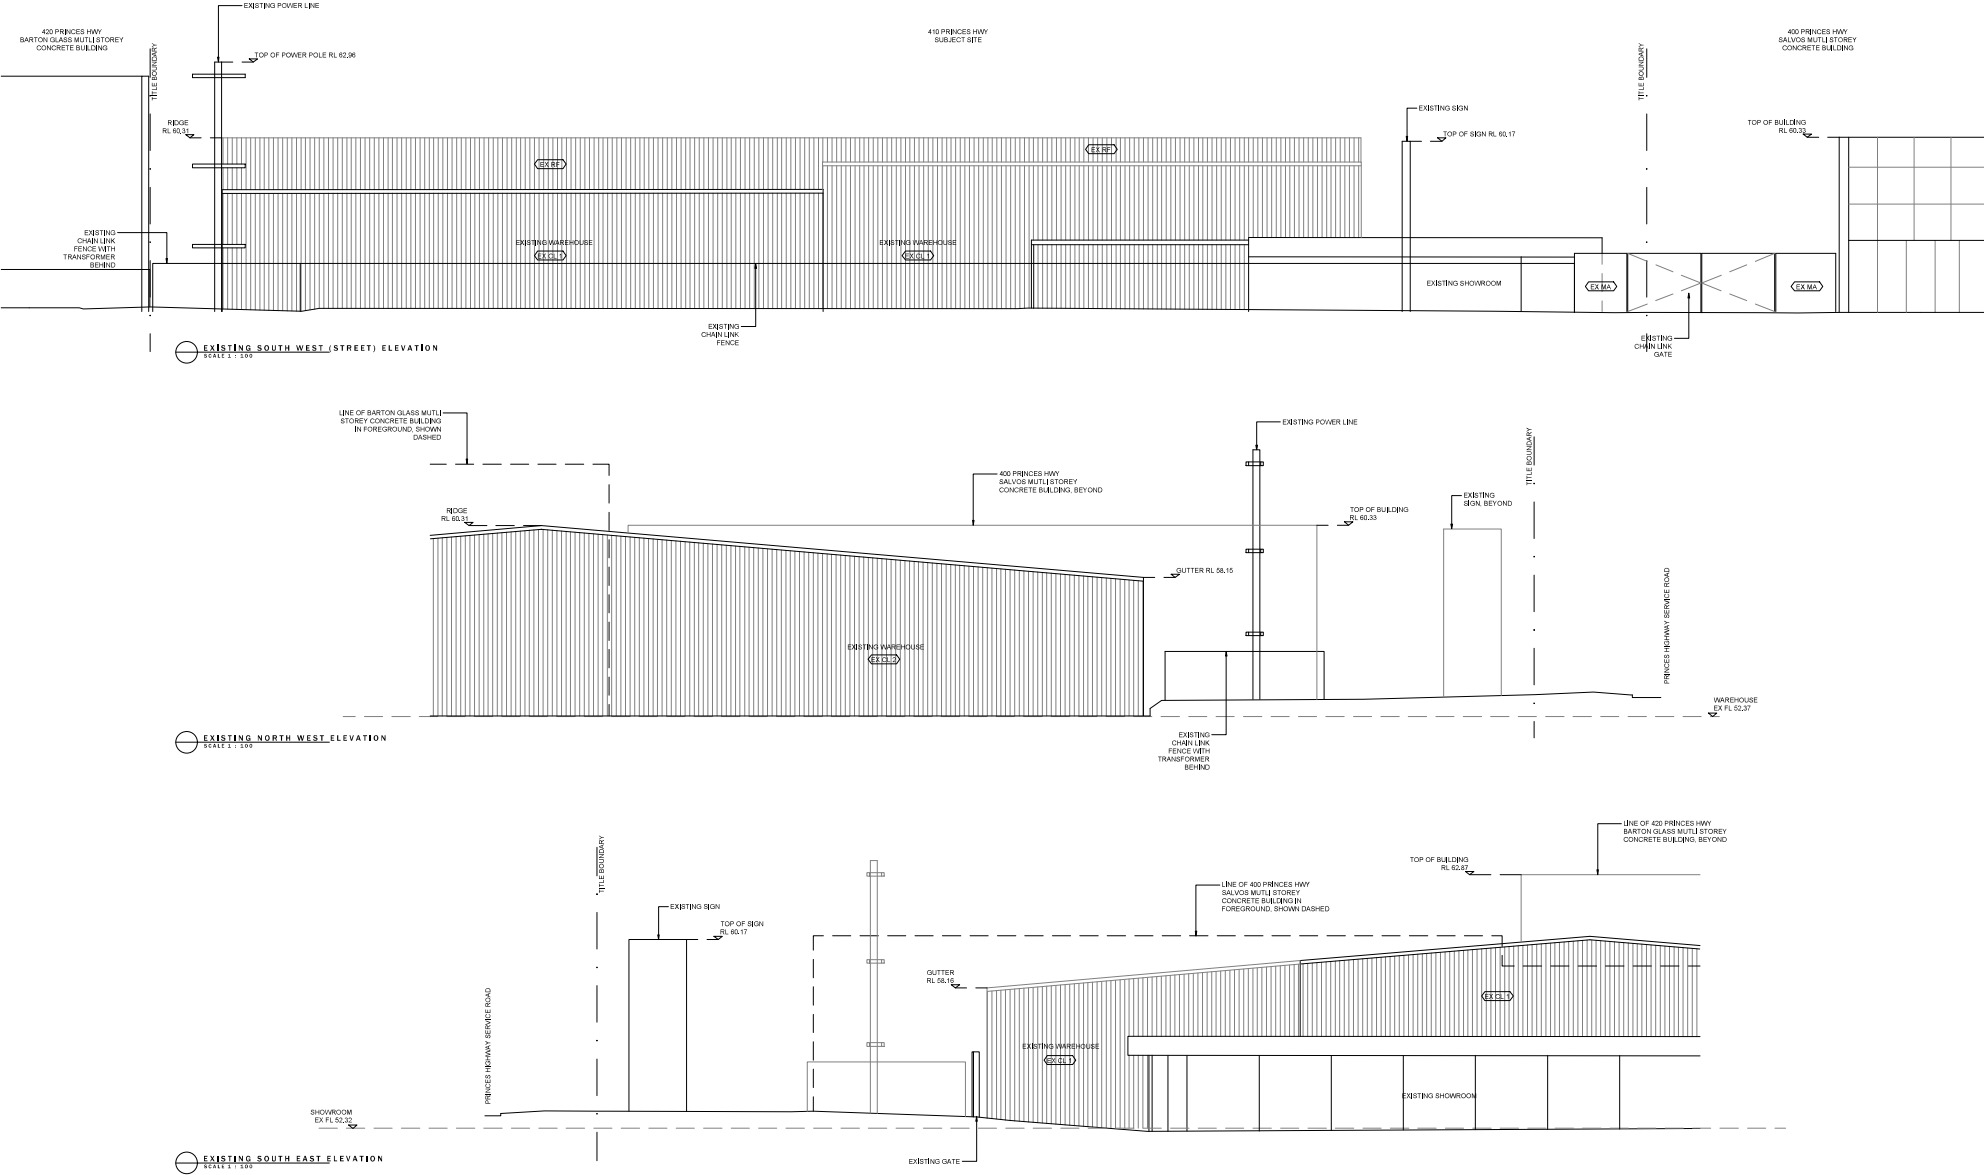 EXISTING POWER LINE
420 PRINCES HWY
BARTON GLASS MUTLI STOREY
CONCRETE BUILDING
TITLE BOUNDARY
TOP OF POWER POLE RL 62.96
410 PRINCES HWY
SUBJECT SITE
400 PRINCES HWY
SALVOS MUTLI STOREY
CONCRETE BUILDING
TITLE BOUNDARY
RIDGE
RL 60.31
EX RF
EX RF
EXISTING SIGN
TOP OF SIGN RL 60.17
TOP OF BUILDING
RL 60.33
EXISTING
CHAIN LINK
FENCE WITH
TRANSFORMER
BEHIND
EXISTING WAREHOUSE
EX CL 1
EXISTING WAREHOUSE
EX CL 1
EXISTING SHOWROOM
EX MA
EX MA
EXISTING
CHAIN LINK
FENCE
EXISTING
CHAIN LINK
GATE
EXISTING SOUTH WEST (STREET) ELEVATION
SCALE 1 : 100
LINE OF BARTON GLASS MUTLI
STOREY CONCRETE BUILDING
IN FOREGROUND, SHOWN
DASHED
EXISTING POWER LINE
TITLE BOUNDARY
400 PRINCES HWY
SALVOS MUTLI STOREY
CONCRETE BUILDING, BEYOND
EXISTING
SIGN, BEYOND
RIDGE
RL 60.31
TOP OF BUILDING
RL 60.33
GUTTER RL 58.15
PRINCES HIGHWAY SERVICE ROAD
EXISTING WAREHOUSE
EX CL 2
WAREHOUSE
EX FL 52.37
EXISTING
CHAIN LINK
FENCE WITH
TRANSFORMER
BEHIND
EXISTING NORTH WEST ELEVATION
SCALE 1 : 100
LINE OF 420 PRINCES HWY
BARTON GLASS MUTLI STOREY
CONCRETE BUILDING, BEYOND
TITLE BOUNDARY
TOP OF BUILDING
RL 62.87
LINE OF 400 PRINCES HWY
SALVOS MUTLI STOREY
CONCRETE BUILDING IN
FOREGROUND, SHOWN DASHED
EXISTING SIGN
TOP OF SIGN
RL 60.17
GUTTER
RL 58.16
EX CL 1
PRINCES HIGHWAY SERVICE ROAD
EXISTING WAREHOUSE
EX CL 1
EXISTING SHOWROOM
SHOWROOM
EX FL 52.32
EXISTING GATE
EXISTING SOUTH EAST ELEVATION
SCALE 1 : 100